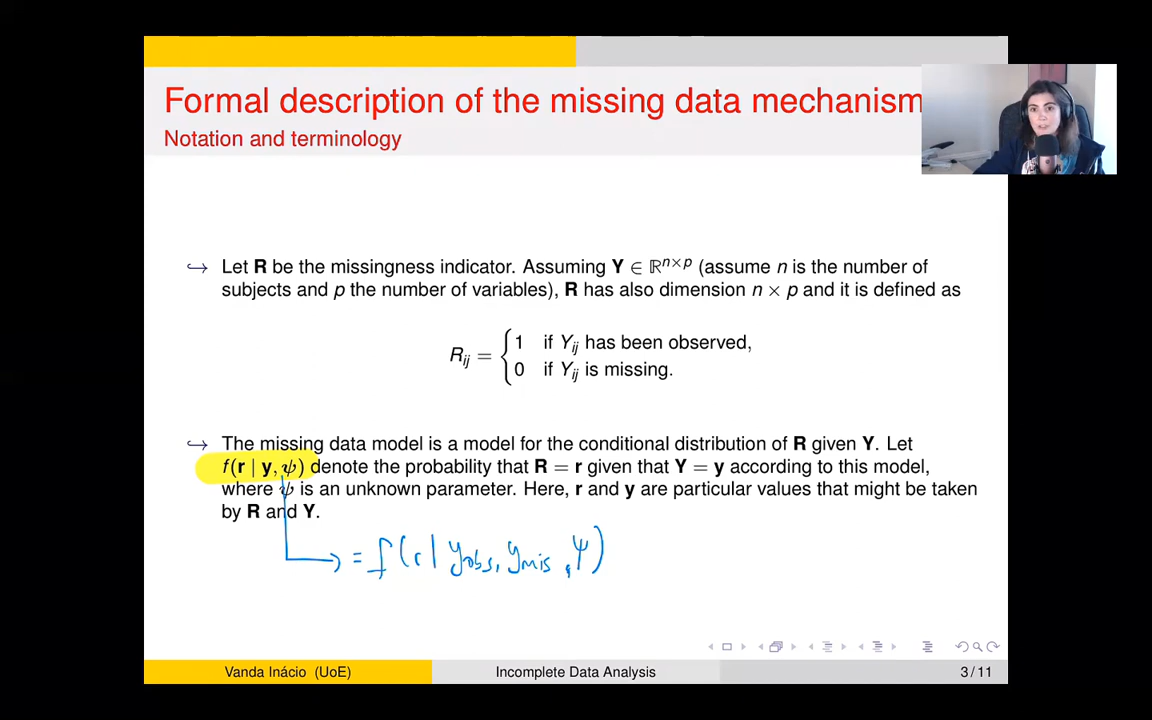 Formal description of the missing data mechanism
Notation and terminology
↪ Let R be the missingness indicator. Assuming Y ∈ ℝⁿˣᵖ (assume n is the number of
subjects and p the number of variables), R has also dimension n × p and it is defined as
R_ij = { 1 if Y_ij has been observed,
0 if Y_ij is missing.
↪ The missing data model is a model for the conditional distribution of R given Y. Let
f(r | y, ψ) denote the probability that R = r given that Y = y according to this model,
where ψ is an unknown parameter. Here, r and y are particular values that might be taken
by R and Y.
= f(r | y_obs, y_mis, ψ)
Vanda Inácio (UoE) Incomplete Data Analysis 3 / 11